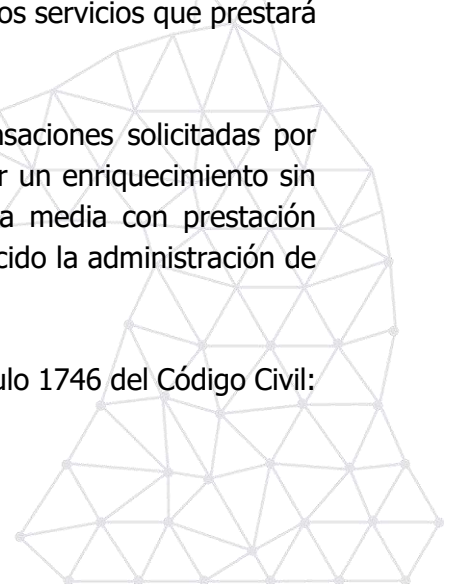 os servicios que prestará
nsaciones solicitadas por
r un enriquecimiento sin
a media con prestación
cido la administración de
ulo 1746 del Código Civil: